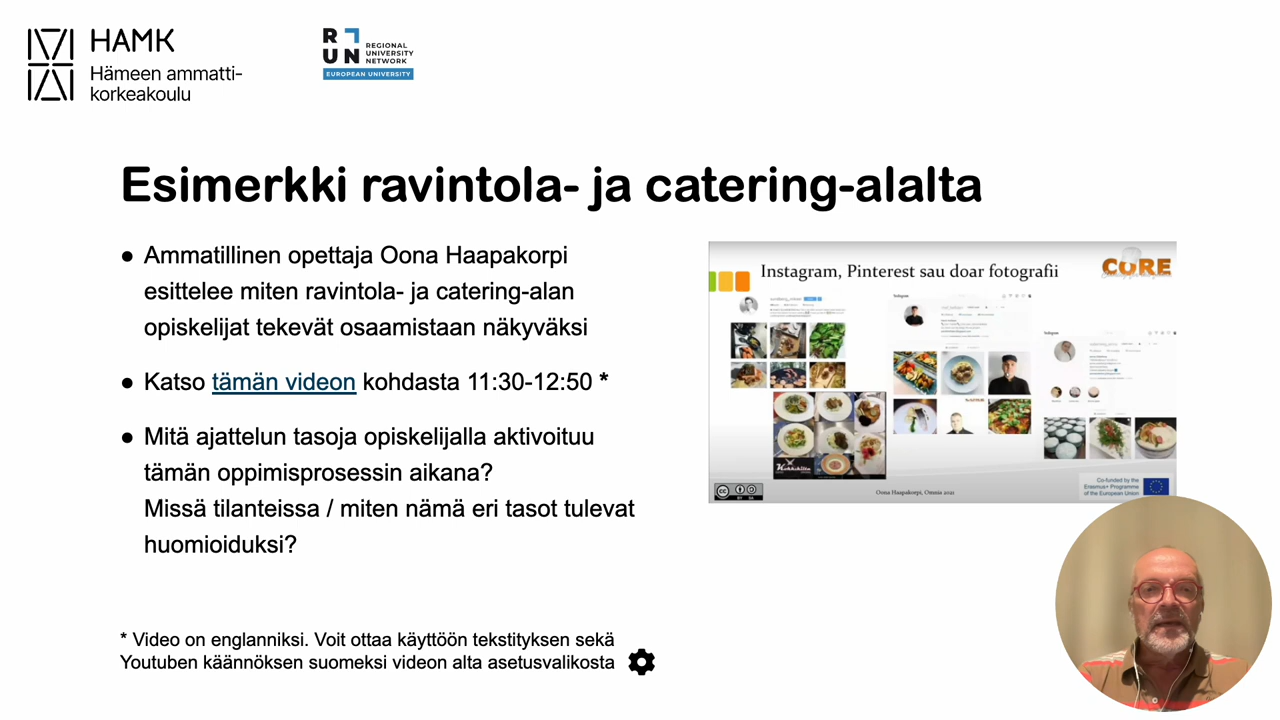 HAMK
Hämeen ammatti-
korkeakoulu
RUN
REGIONAL
UNIVERSITY
NETWORK
EUROPEAN UNIVERSITY
Esimerkki ravintola- ja catering-alalta
● Ammatillinen opettaja Oona Haapakorpi
esittelee miten ravintola- ja catering-alan
opiskelijat tekevät osaamistaan näkyväksi
● Katso tämän videon kohdasta 11:30-12:50 *
● Mitä ajattelun tasoja opiskelijalla aktivoituu
tämän oppimisprosessin aikana?
Missä tilanteissa / miten nämä eri tasot tulevat
huomioiduksi?
* Video on englanniksi. Voit ottaa käyttöön tekstityksen sekä
Youtuben käännöksen suomeksi videon alta asetusvalikosta
Instagram, Pinterest sau doar fotografii
CORE
Oona Haapakorpi, Omnia 2021
Co-funded by the
Erasmus+ Programme
of the European Union